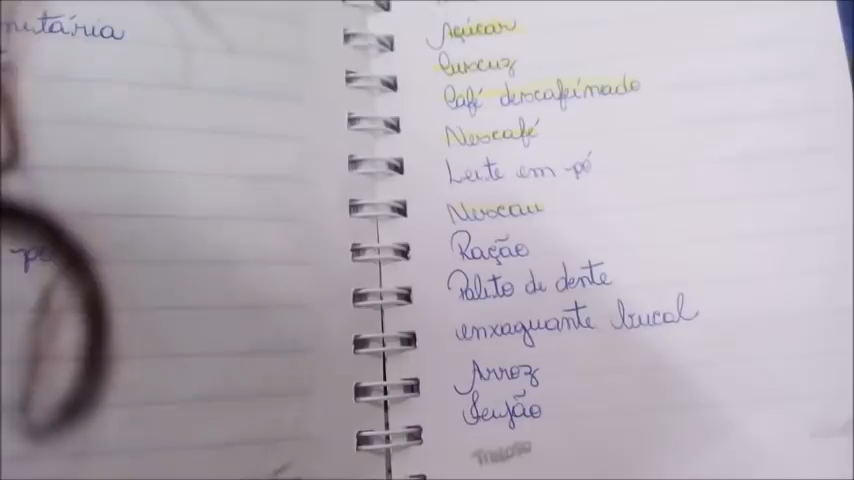 Açúcar
Cuscuz
Café descafeinado
Nescafé
Leite em pó
Nescau
Ração
Palito de dente
enxaguante bucal
Arroz
Feijão